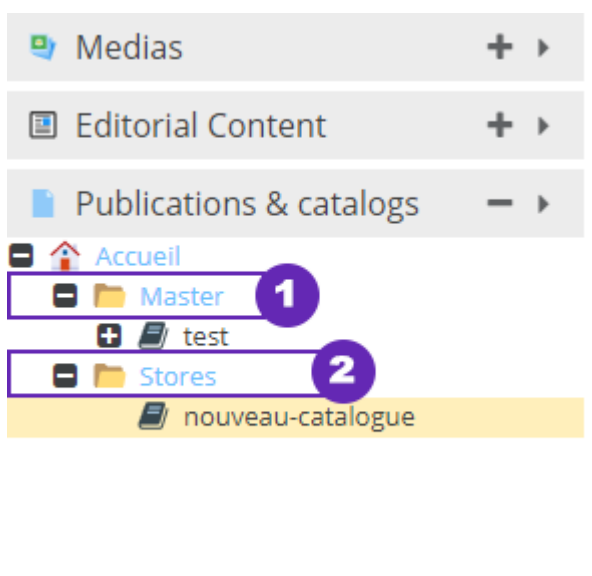 Medias
Editorial Content
Publications & catalogs
Accueil
Master 1
test
Stores 2
nouveau-catalogue